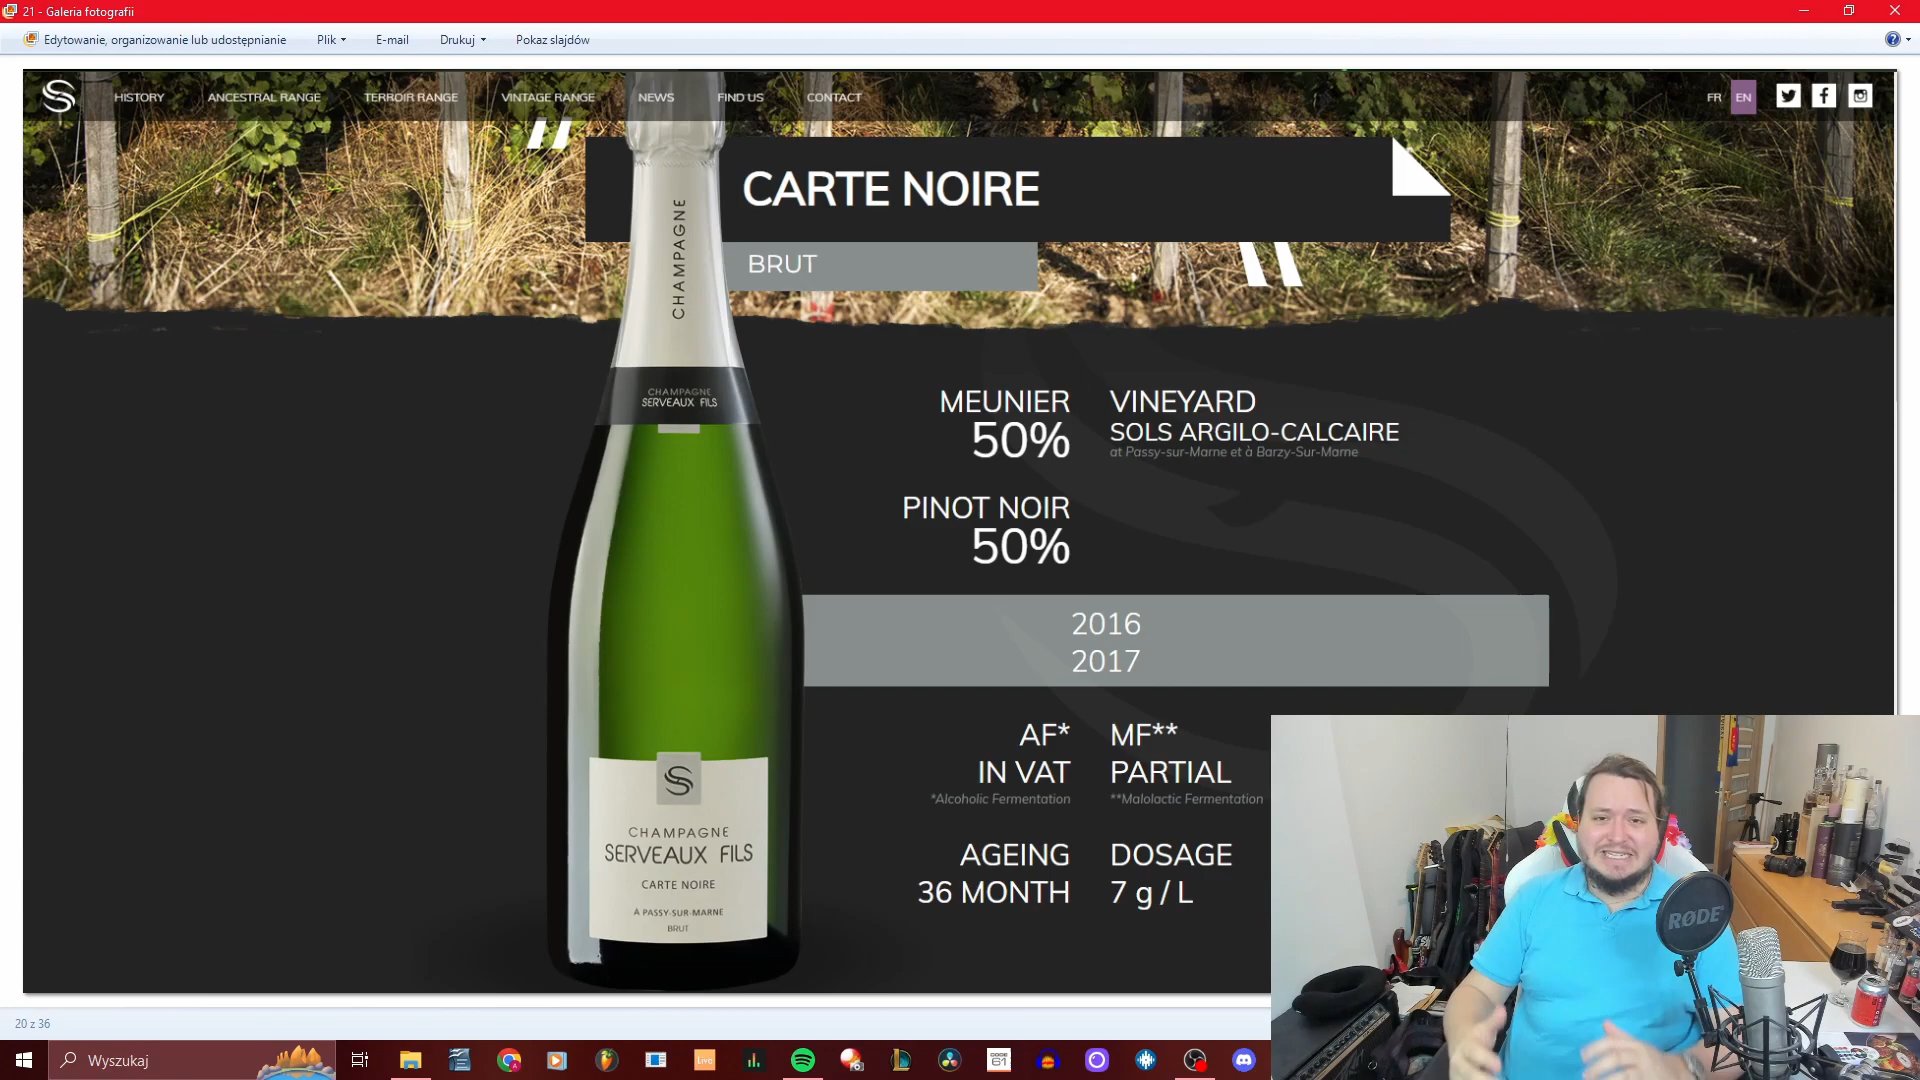 21 - Galeria fotografii
Edytowanie, organizowanie lub udostępnianie Plik E-mail Drukuj Pokaz slajdów
HISTORY ANCESTRAL RANGE TERROIR RANGE VINTAGE RANGE NEWS FIND US CONTACT FR EN
CARTE NOIRE
BRUT
CHAMPAGNE
CHAMPAGNE
SERVEAUX FILS
MEUNIER
50%
VINEYARD
SOLS ARGILO-CALCAIRE
at Passy-sur-Marne et à Barzy-Sur-Marne
PINOT NOIR
50%
2016
2017
AF*
IN VAT
*Alcoholic Fermentation
MF**
PARTIAL
**Malolactic Fermentation
AGEING
36 MONTH
DOSAGE
7 g / L
CHAMPAGNE
SERVEAUX FILS
CARTE NOIRE
A PASSY-SUR-MARNE
BRUT
RØDE
20 z 36
Wyszukaj
Live
CODE
61